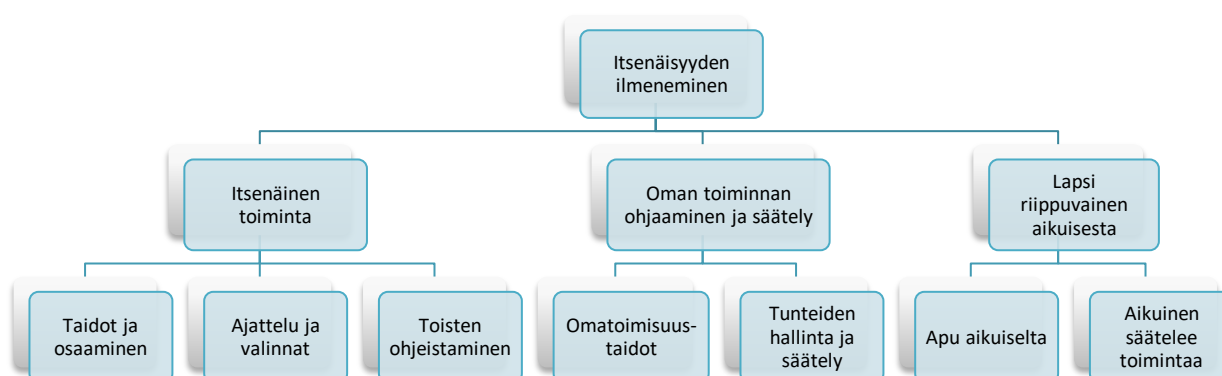 Itsenäisyyden
ilmeneminen
Itsenäinen
toiminta
Oman toiminnan
ohjaaminen ja säätely
Lapsi
riippuvainen
aikuisesta
Taidot ja
osaaminen
Ajattelu ja
valinnat
Toisten
ohjeistaminen
Omatoimisuus-
taidot
Tunteiden
hallinta ja
säätely
Apu aikuiselta
Aikuinen
säätelee
toimintaa